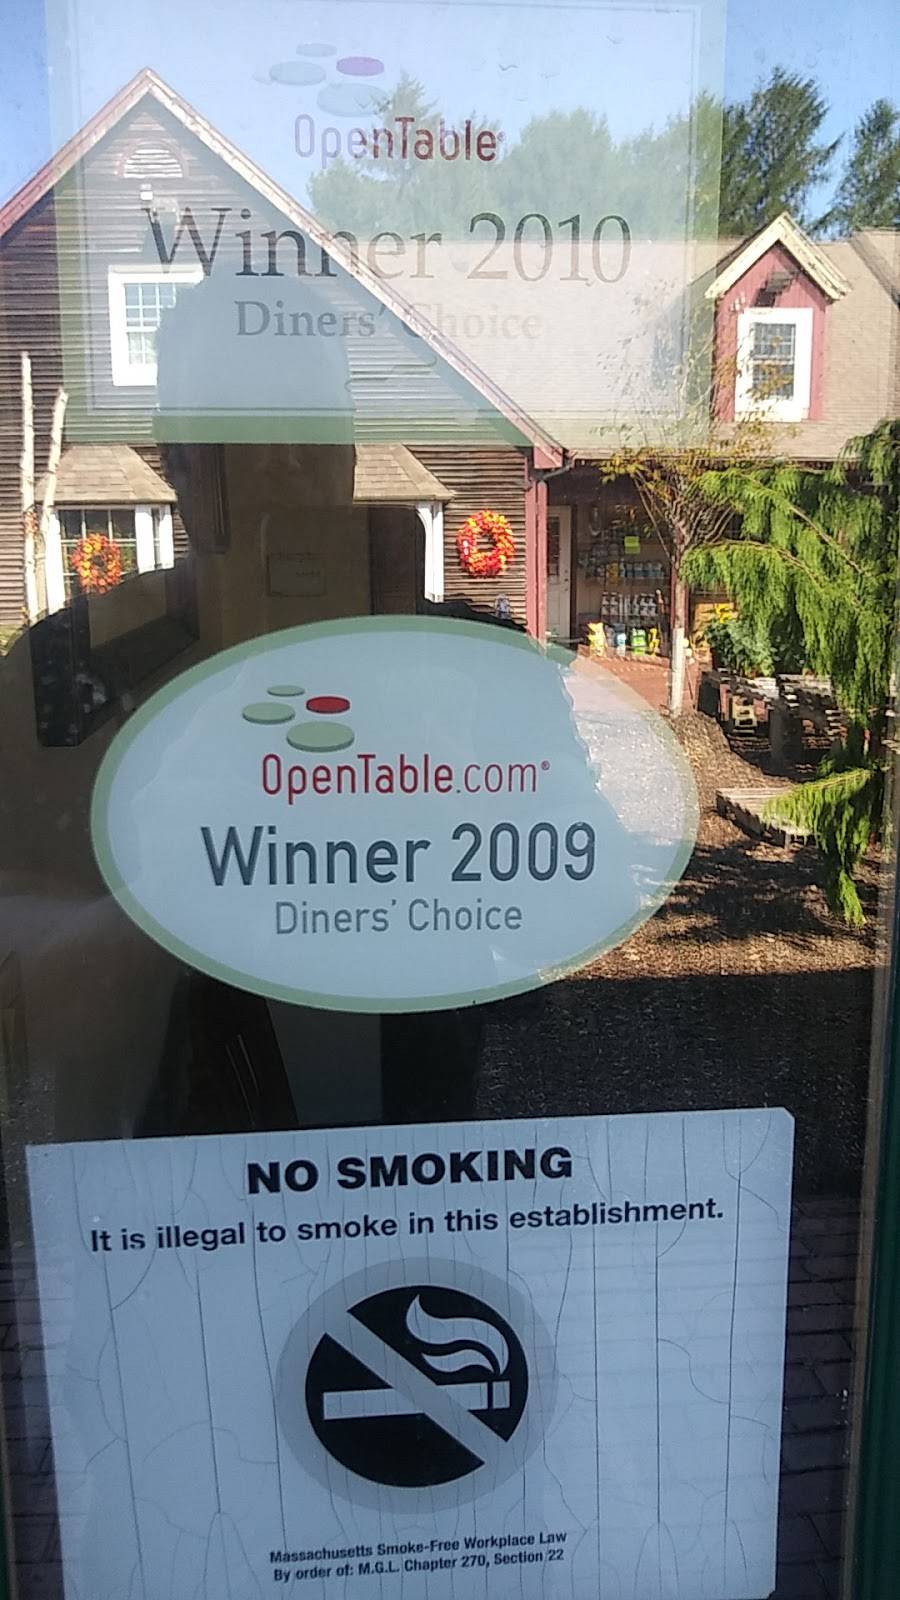 OpenTable®
Winner 2010
Diners' Choice
OpenTable.com®
Winner 2009
Diners' Choice
NO SMOKING
It is illegal to smoke in this establishment.
Massachusetts Smoke-Free Workplace Law
By order of: M.G.L. Chapter 270, Section 22